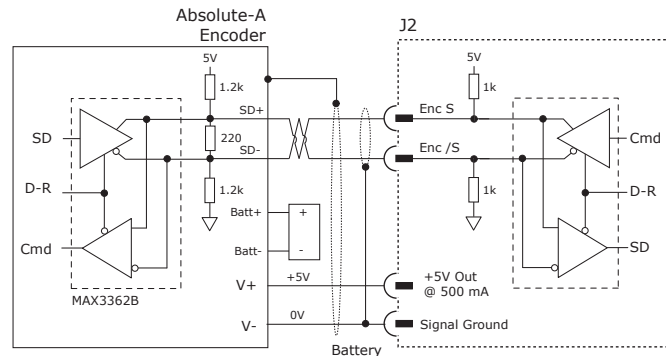 Absolute-A
Encoder
J2
5V
1.2k
SD+
220
SD-
1.2k
SD
D-R
Cmd
MAX3362B
Batt+
+
Batt-
-
V+
+5V
V-
0V
Battery
5V
Enc S
1k
Enc /S
1k
Cmd
D-R
SD
+5V Out
@ 500 mA
Signal Ground